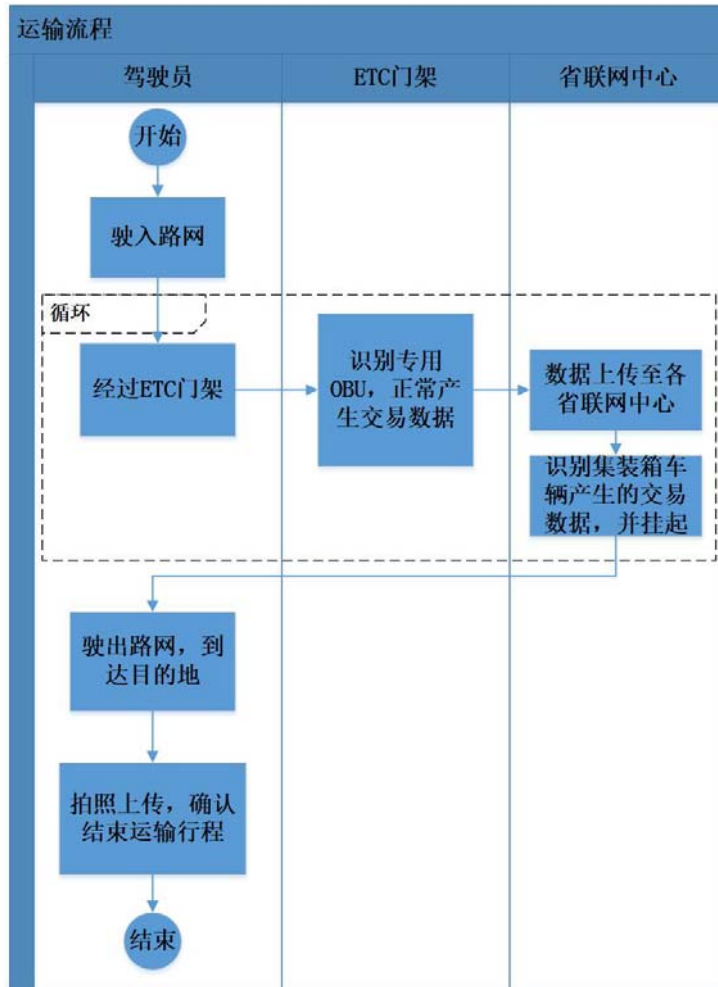 运输流程
驾驶员
ETC门架
省联网中心
开始
驶入路网
循环
经过ETC门架
识别专用
OBU，正常产
生交易数据
数据上传至各
省联网中心
识别集装箱车
辆产生的交易
数据，并挂起
驶出路网，到
达目的地
拍照上传，确认
结束运输行程
结束